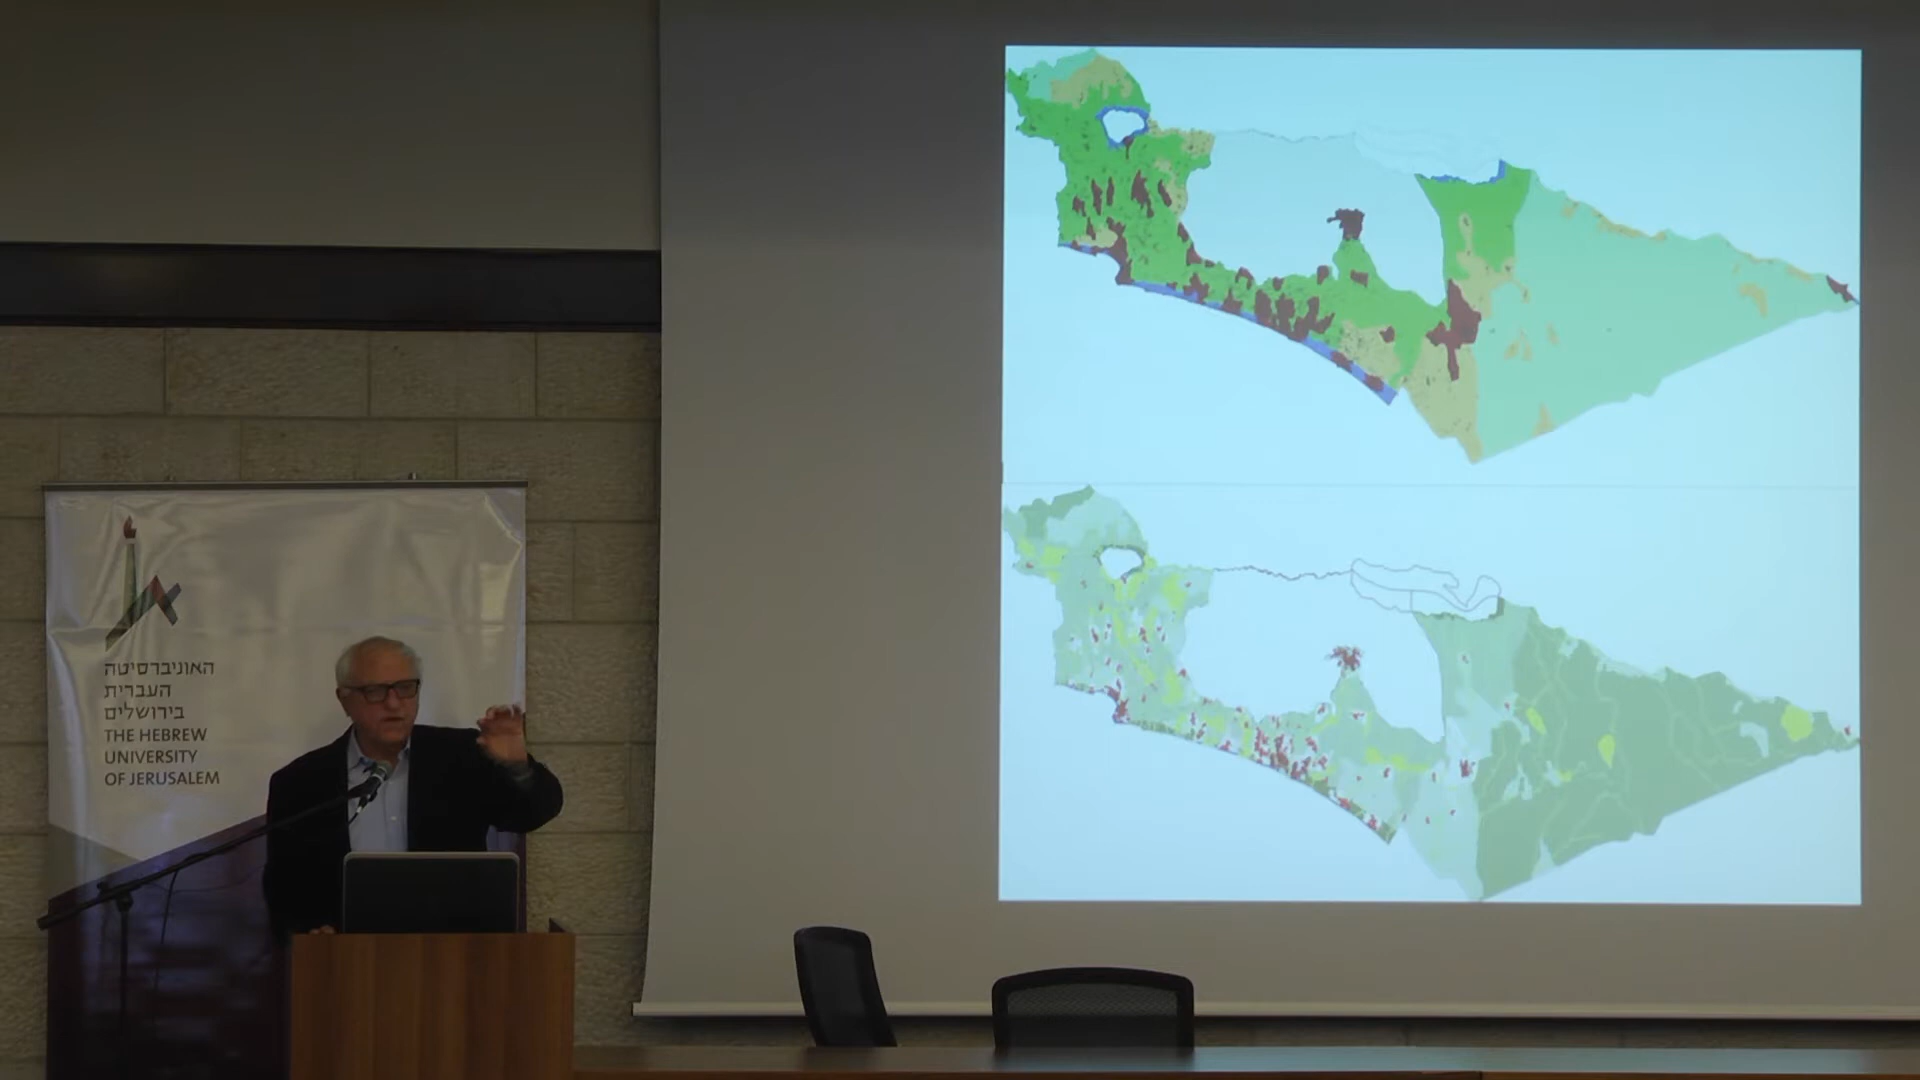 האוניברסיטה
העברית
בירושלים
THE HEBREW
UNIVERSITY
OF JERUSALEM